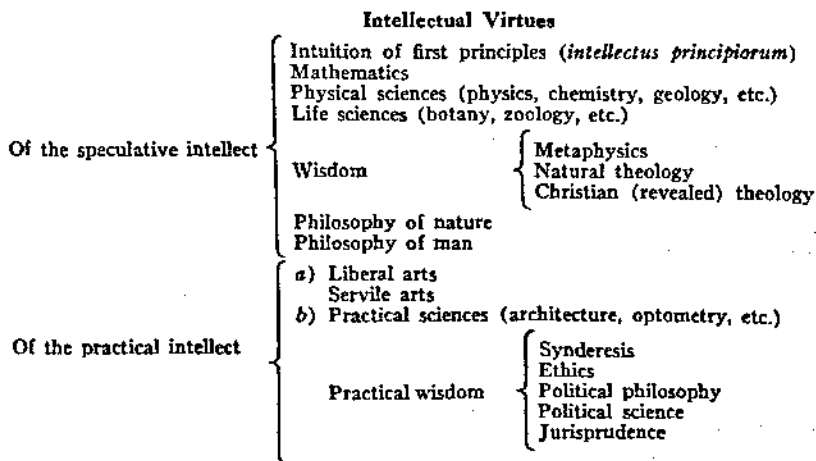 Intellectual Virtues
Of the speculative intellect
Intuition of first principles (intellectus principiorum)
Mathematics
Physical sciences (physics, chemistry, geology, etc.)
Life sciences (botany, zoology, etc.)
Wisdom
Metaphysics
Natural theology
Christian (revealed) theology
Philosophy of nature
Philosophy of man
Of the practical intellect
a) Liberal arts
Servile arts
b) Practical sciences (architecture, optometry, etc.)
Practical wisdom
Synderesis
Ethics
Political philosophy
Political science
Jurisprudence